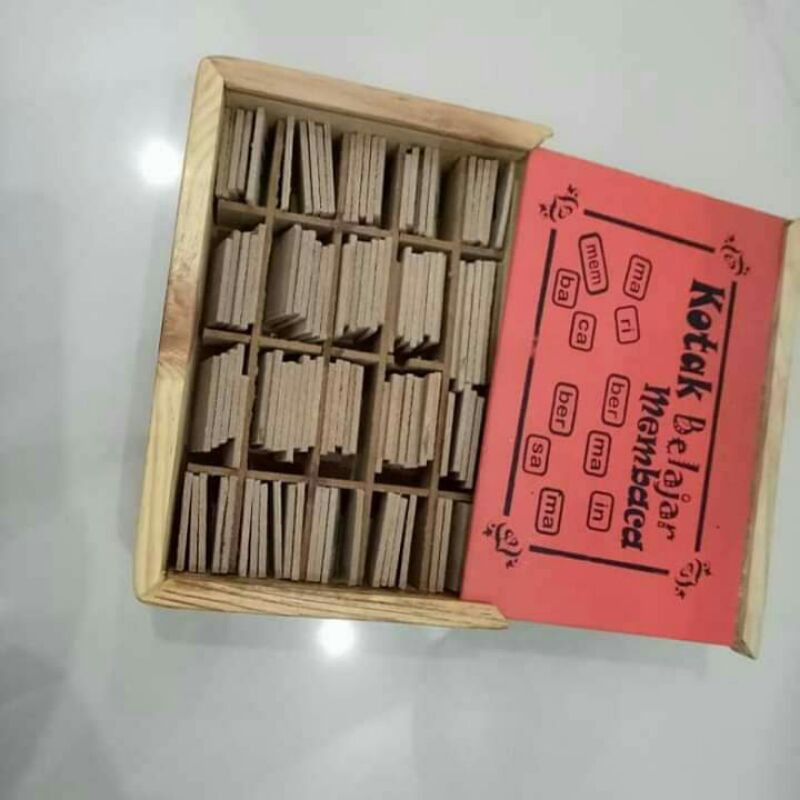 Kotak Belajar
Membaca
ma ri ber ma in
mem ba ca ber sa ma